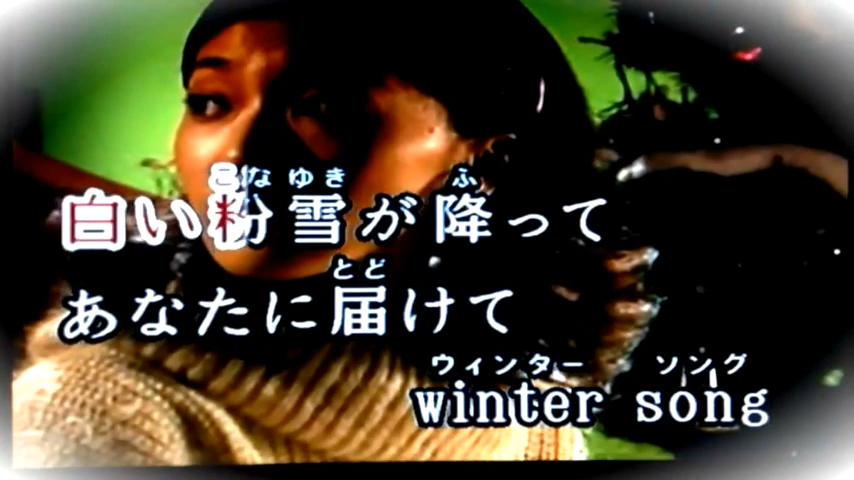 こなゆき ふ
白い粉雪が降って
とど
あなたに届けて
ウィンター ソング
winter song